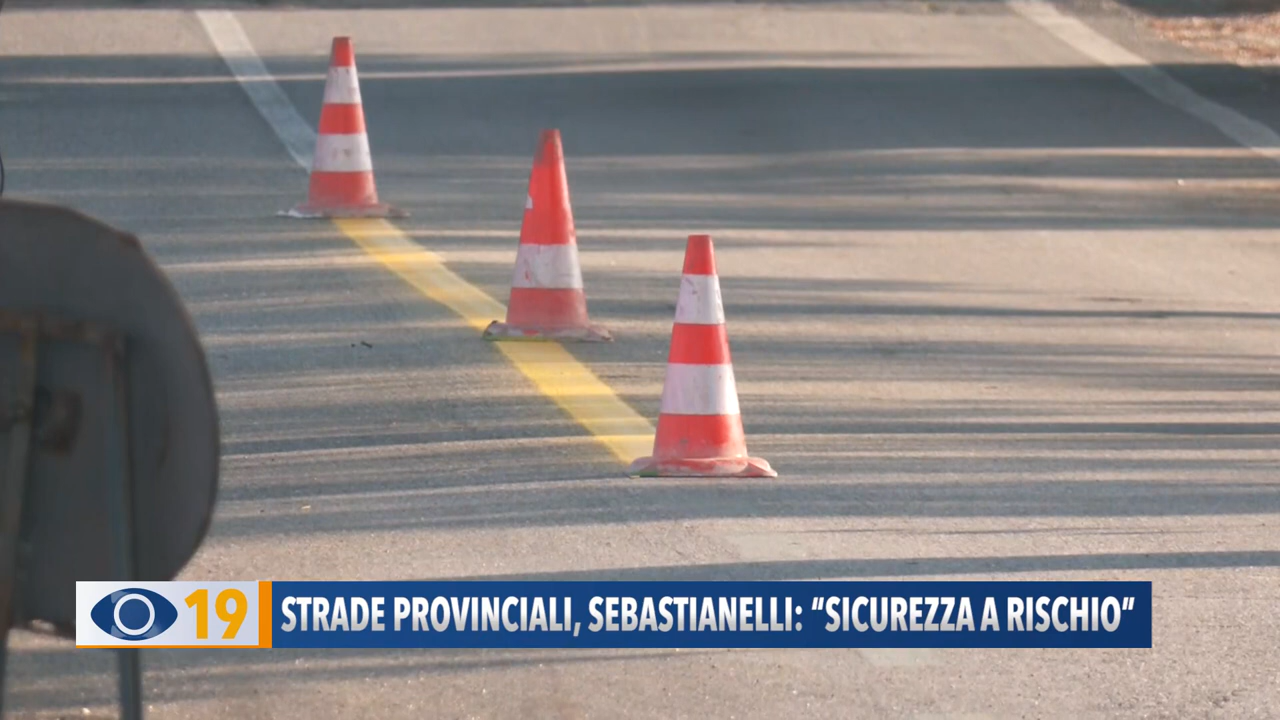 19 STRADE PROVINCIALI, SEBASTIANELLI: “SICUREZZA A RISCHIO”